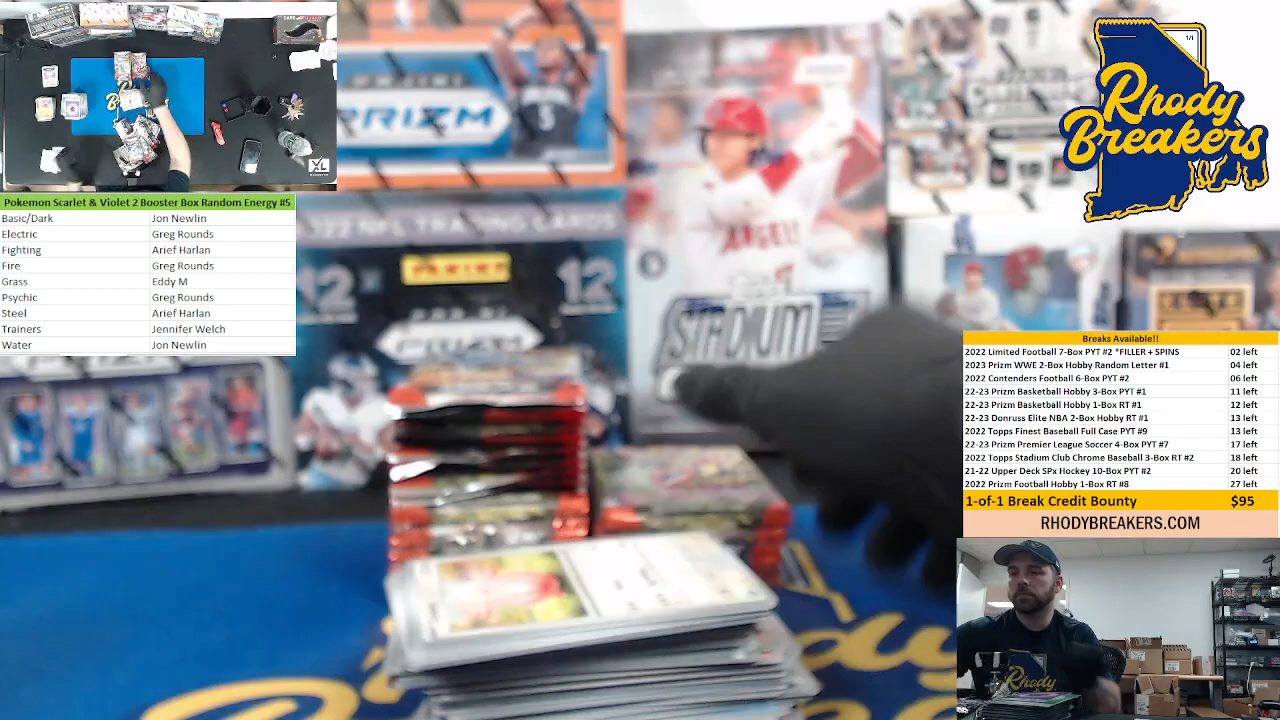 SAFE GUARD
XL
Pokemon Scarlet & Violet 2 Booster Box Random Energy #5
Basic/Dark Jon Newlin
Electric Greg Rounds
Fighting Arief Harlan
Fire Greg Rounds
Grass Eddy M
Psychic Greg Rounds
Steel Arief Harlan
Trainers Jennifer Welch
Water Jon Newlin
PRIZM
5
PANINI
12
12
ANGELS
STADIUM
1/1
Rhody
Breakers
Breaks Available!!
2022 Limited Football 7-Box PYT #2 *FILLER + SPINS 02 left
2023 Prizm WWE 2-Box Hobby Random Letter #1 04 left
2022 Contenders Football 6-Box PYT #2 06 left
22-23 Prizm Basketball Hobby 3-Box PYT #1 11 left
22-23 Prizm Basketball Hobby 1-Box RT #1 12 left
22-23 Donruss Elite NBA 2-Box Hobby RT #1 13 left
2022 Topps Finest Baseball Full Case PYT #9 13 left
22-23 Prizm Premier League Soccer 4-Box PYT #7 17 left
2022 Topps Stadium Club Chrome Baseball 3-Box RT #2 18 left
21-22 Upper Deck SPx Hockey 10-Box PYT #2 20 left
2022 Prizm Football Hobby 1-Box RT #8 27 left
1-of-1 Break Credit Bounty $95
RHODYBREAKERS.COM
Rhody